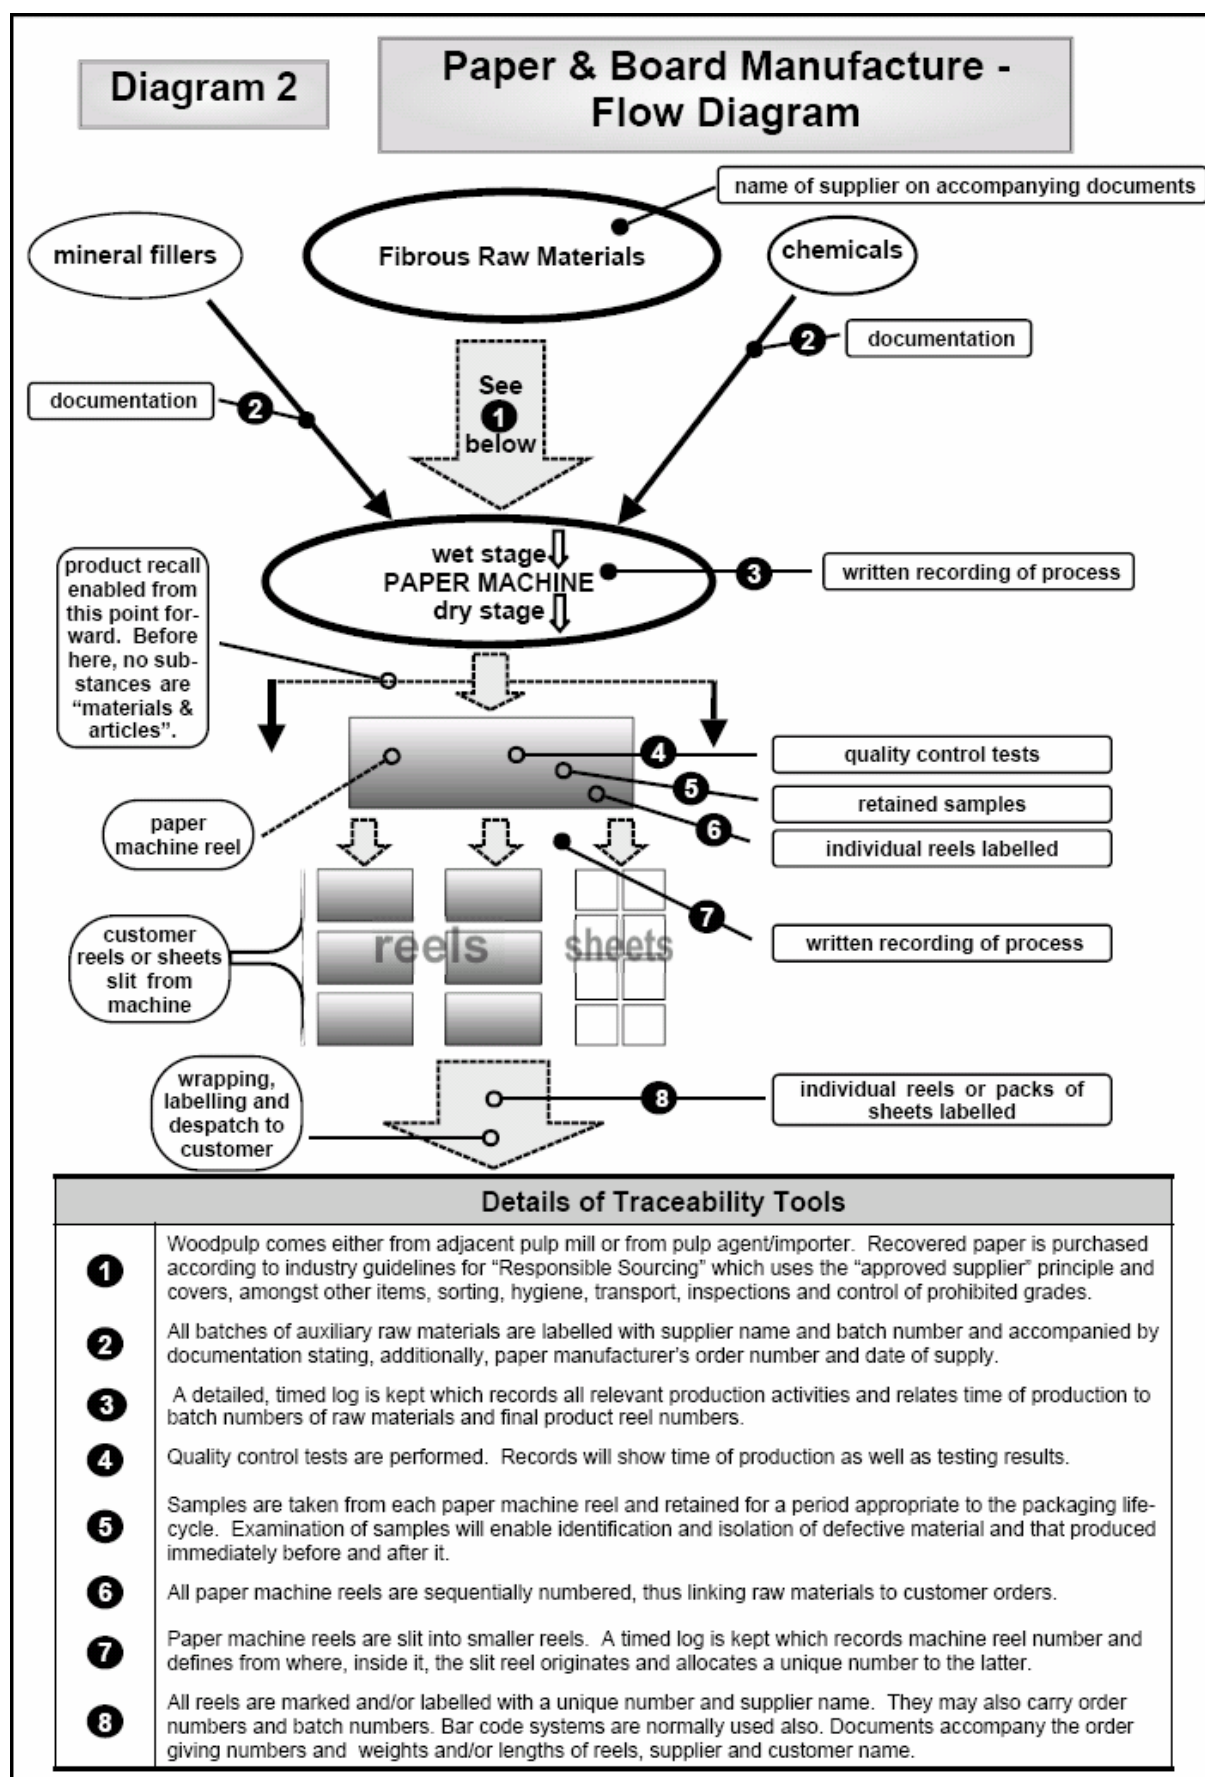 Diagram 2
Paper & Board Manufacture -
Flow Diagram
name of supplier on accompanying documents
mineral fillers
Fibrous Raw Materials
chemicals
2
documentation
See
1
below
documentation
2
wet stage
PAPER MACHINE
dry stage
3
written recording of process
product recall
enabled from
this point for-
ward. Before
here, no sub-
stances are
“materials &
articles”.
4
quality control tests
5
retained samples
6
individual reels labelled
paper
machine reel
7
written recording of process
customer
reels or sheets
slit from
machine
reels
sheets
wrapping,
labelling and
despatch to
customer
8
individual reels or packs of
sheets labelled
Details of Traceability Tools
1
Woodpulp comes either from adjacent pulp mill or from pulp agent/importer. Recovered paper is purchased
according to industry guidelines for “Responsible Sourcing” which uses the “approved supplier” principle and
covers, amongst other items, sorting, hygiene, transport, inspections and control of prohibited grades.
2
All batches of auxiliary raw materials are labelled with supplier name and batch number and accompanied by
documentation stating, additionally, paper manufacturer’s order number and date of supply.
3
A detailed, timed log is kept which records all relevant production activities and relates time of production to
batch numbers of raw materials and final product reel numbers.
4
Quality control tests are performed. Records will show time of production as well as testing results.
5
Samples are taken from each paper machine reel and retained for a period appropriate to the packaging life-
cycle. Examination of samples will enable identification and isolation of defective material and that produced
immediately before and after it.
6
All paper machine reels are sequentially numbered, thus linking raw materials to customer orders.
7
Paper machine reels are slit into smaller reels. A timed log is kept which records machine reel number and
defines from where, inside it, the slit reel originates and allocates a unique number to the latter.
8
All reels are marked and/or labelled with a unique number and supplier name. They may also carry order
numbers and batch numbers. Bar code systems are normally used also. Documents accompany the order
giving numbers and weights and/or lengths of reels, supplier and customer name.